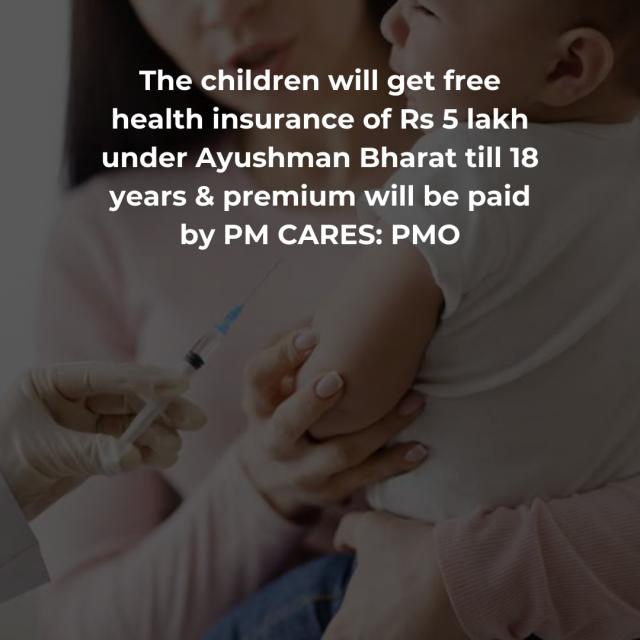 The children will get free
health insurance of Rs 5 lakh
under Ayushman Bharat till 18
years & premium will be paid
by PM CARES: PMO